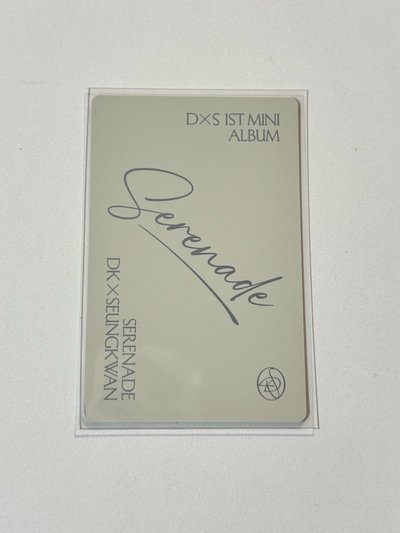 D×S 1ST MINI
ALBUM
Serenade
SERENADE
DK×SEUNGKWAN